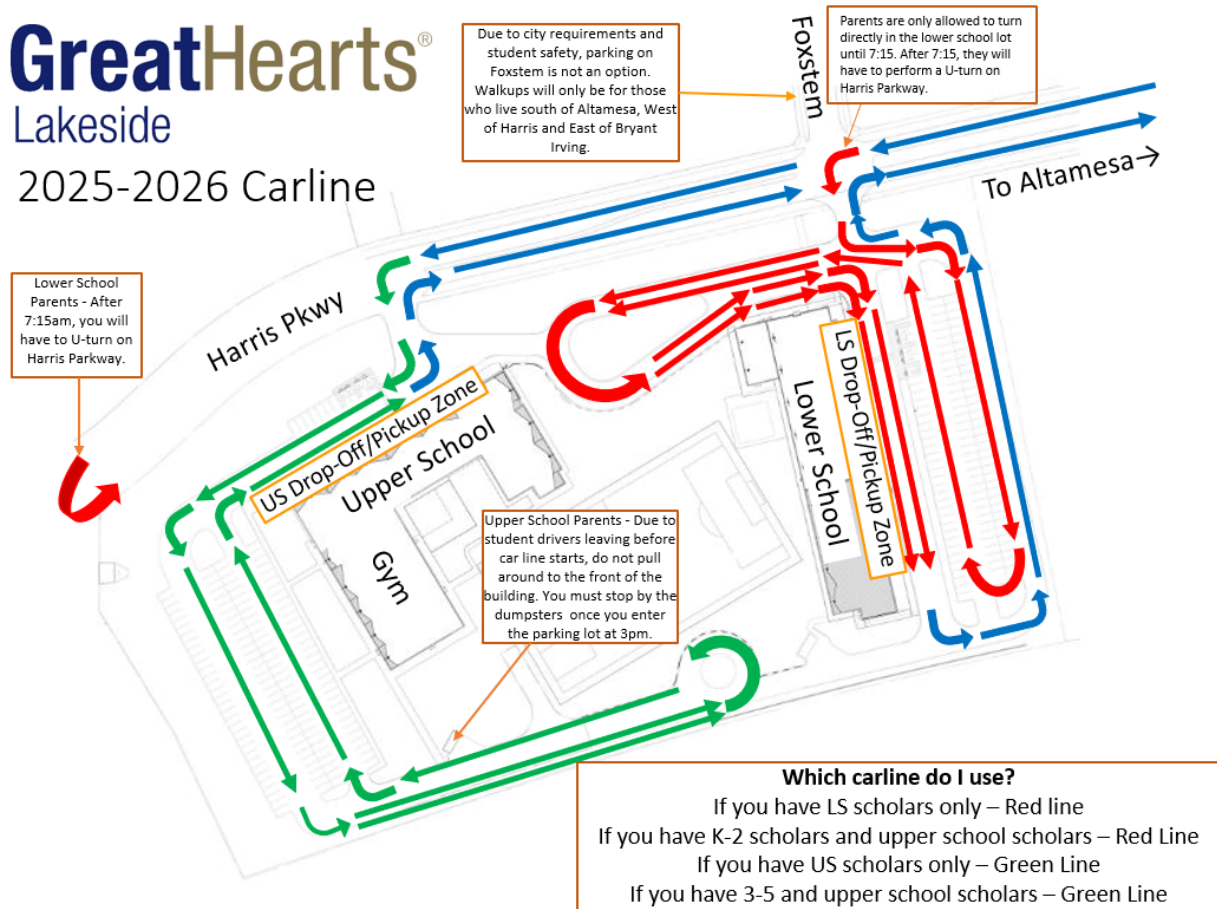 GreatHearts®
Lakeside
2025-2026 Carline
Due to city requirements and
student safety, parking on
Foxstem is not an option.
Walkups will only be for those
who live south of Altamesa, West
of Harris and East of Bryant
Irving.
Foxstem
Parents are only allowed to turn
directly in the lower school lot
until 7:15. After 7:15, they will
have to perform a U-turn on
Harris Parkway.
To Altamesa→
Lower School
Parents - After
7:15am, you will
have to U-turn on
Harris Parkway.
Harris Pkwy
US Drop-Off/Pickup Zone
Upper School
Gym
LS Drop-Off/Pickup Zone
Lower School
Upper School Parents - Due to
student drivers leaving before
car line starts, do not pull
around to the front of the
building. You must stop by the
dumpsters once you enter
the parking lot at 3pm.
Which carline do I use?
If you have LS scholars only – Red line
If you have K-2 scholars and upper school scholars – Red Line
If you have US scholars only – Green Line
If you have 3-5 and upper school scholars – Green Line